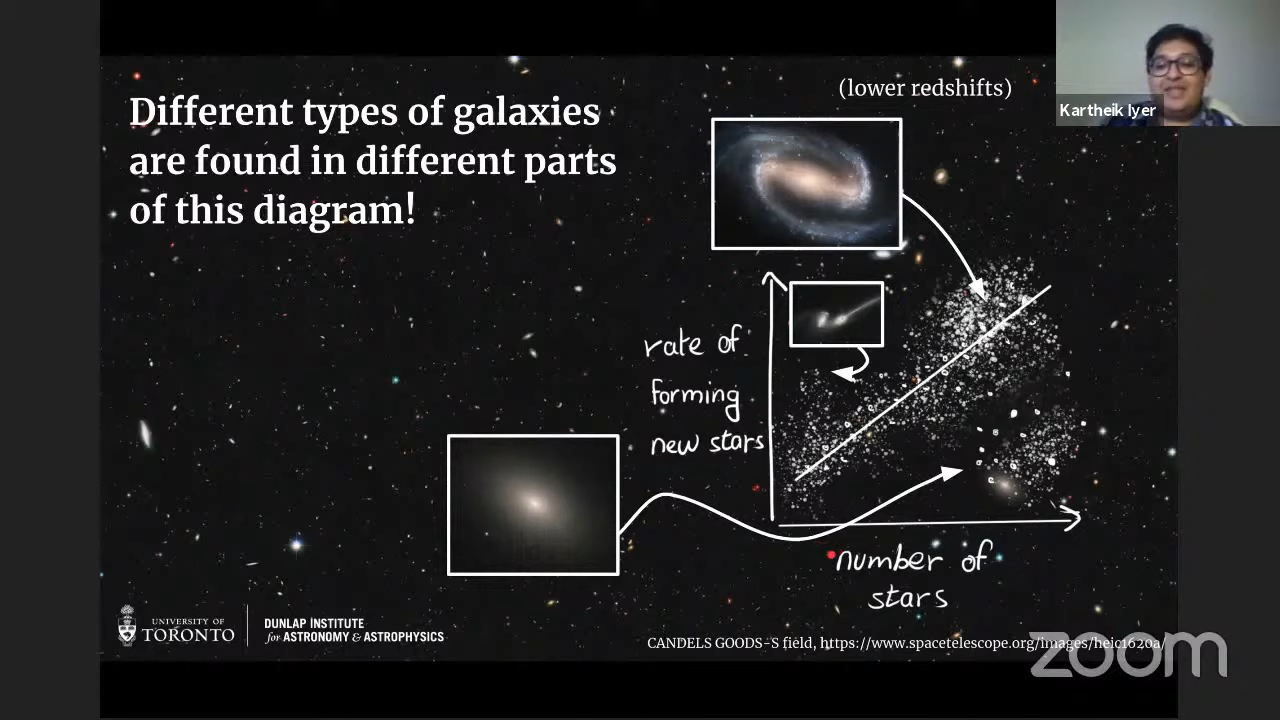 Different types of galaxies
are found in different parts
of this diagram!
(lower redshifts)
Kartheik Iyer
rate of
forming
new stars
number of
stars
UNIVERSITY OF
TORONTO
DUNLAP INSTITUTE
for ASTRONOMY & ASTROPHYSICS
CANDELS GOODS-S field, https://www.spacetelescope.org/images/heic1620a/
zoom